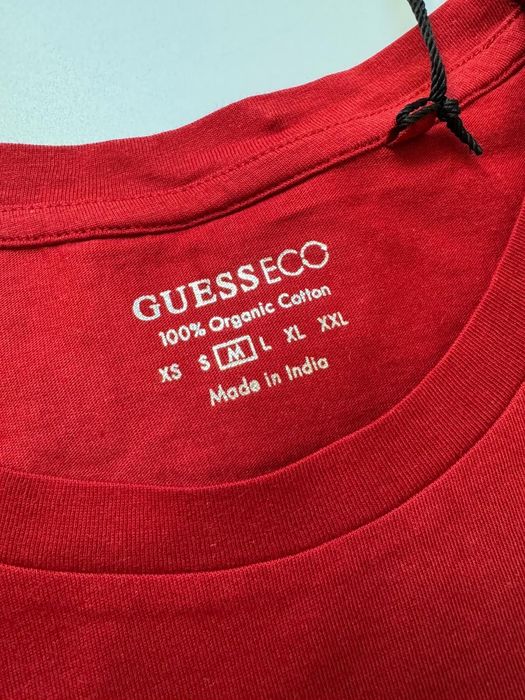 GUESSECO
100% Organic Cotton
XS S M L XL XXL
Made in India